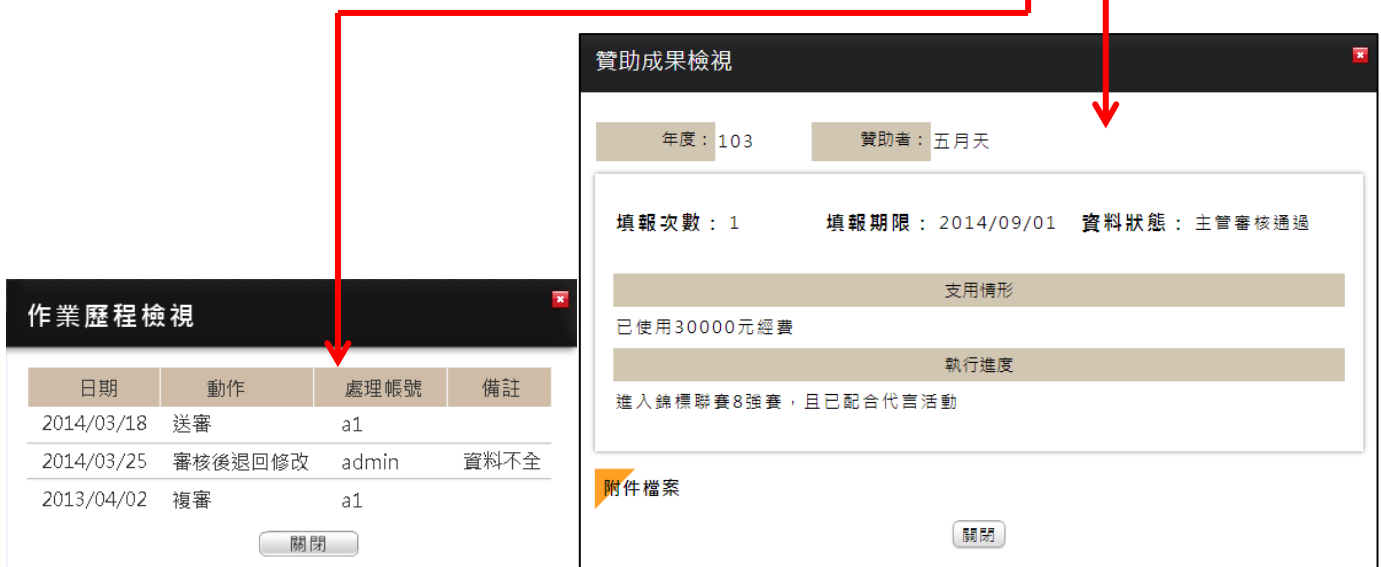 作業歷程檢視
日期 動作 處理帳號 備註
2014/03/18 送審 a1
2014/03/25 審核後退回修改 admin 資料不全
2013/04/02 複審 a1
關閉
贊助成果檢視
年度：103 贊助者：五月天
填報次數：1 填報期限：2014/09/01 資料狀態：主管審核通過
支用情形
已使用30000元經費
執行進度
進入錦標聯賽8強賽，且已配合代言活動
附件檔案
關閉